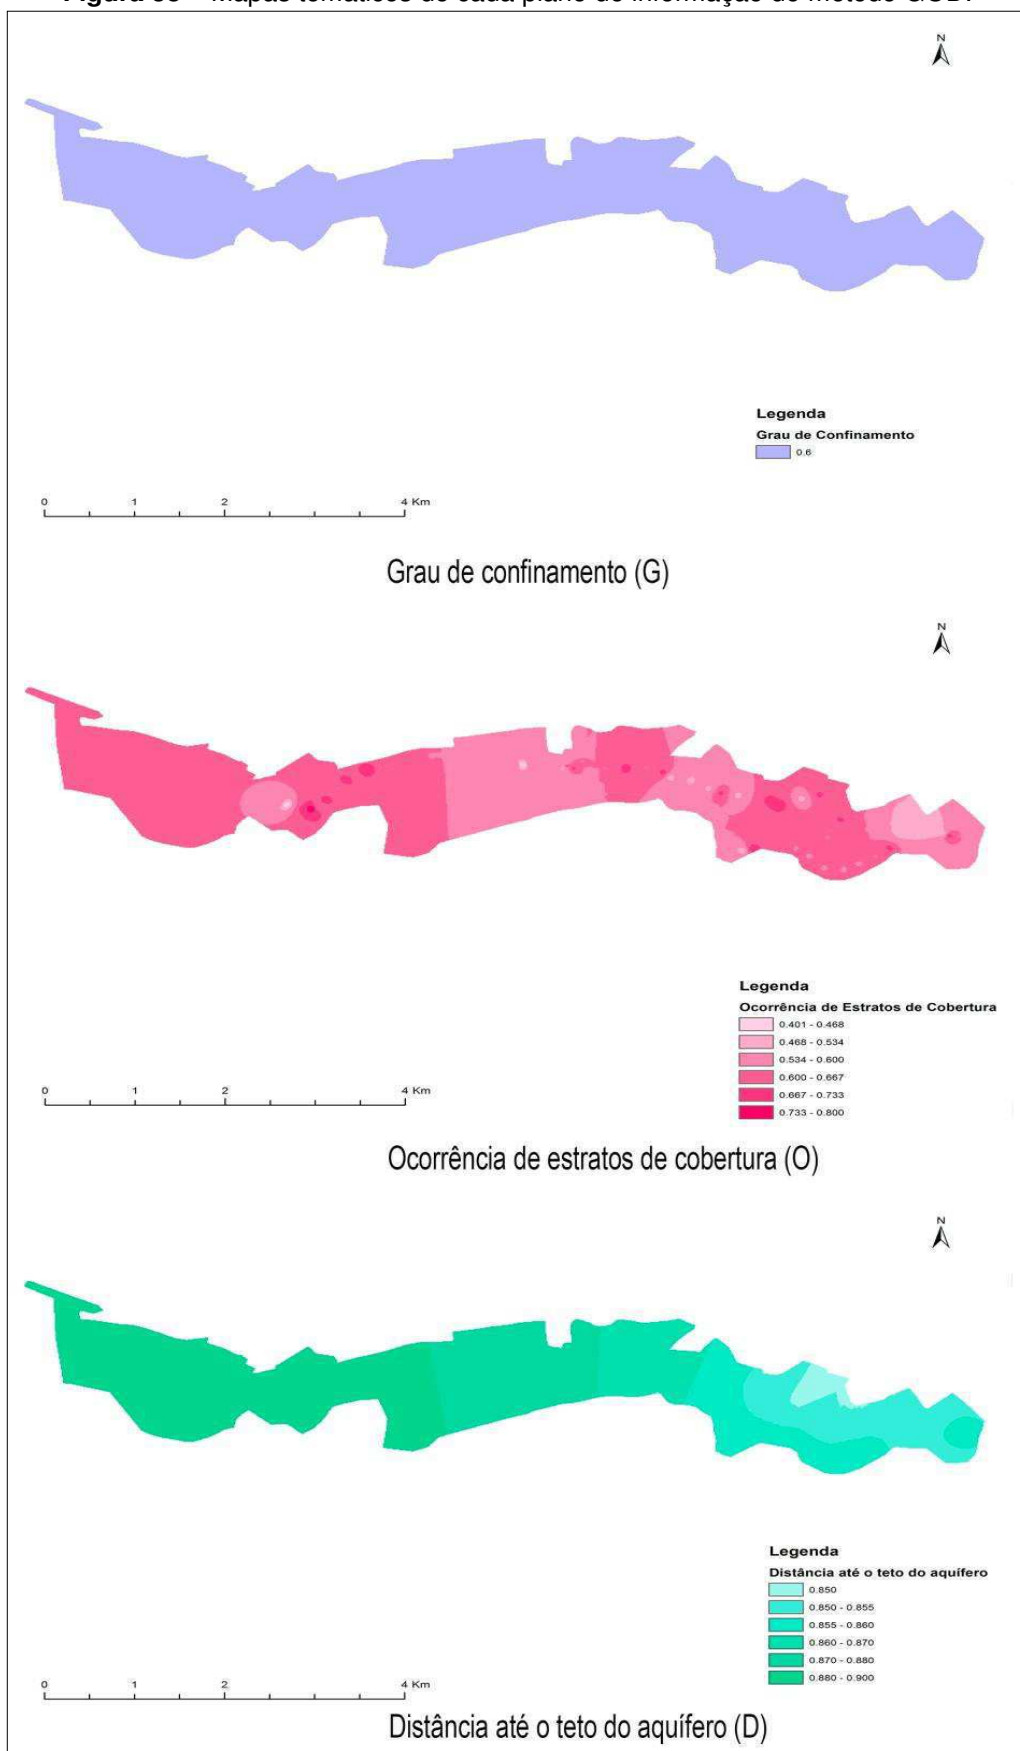 N
Legenda
Grau de Confinamento
0.6
0 1 2 4 Km
Grau de confinamento (G)
N
Legenda
Ocorrência de Estratos de Cobertura
0.401 - 0.468
0.468 - 0.534
0.534 - 0.600
0.600 - 0.667
0.667 - 0.733
0.733 - 0.800
0 1 2 4 Km
Ocorrência de estratos de cobertura (O)
N
Legenda
Distância até o teto do aquífero
0.850
0.850 - 0.855
0.855 - 0.860
0.860 - 0.870
0.870 - 0.880
0.880 - 0.900
0 1 2 4 Km
Distância até o teto do aquífero (D)